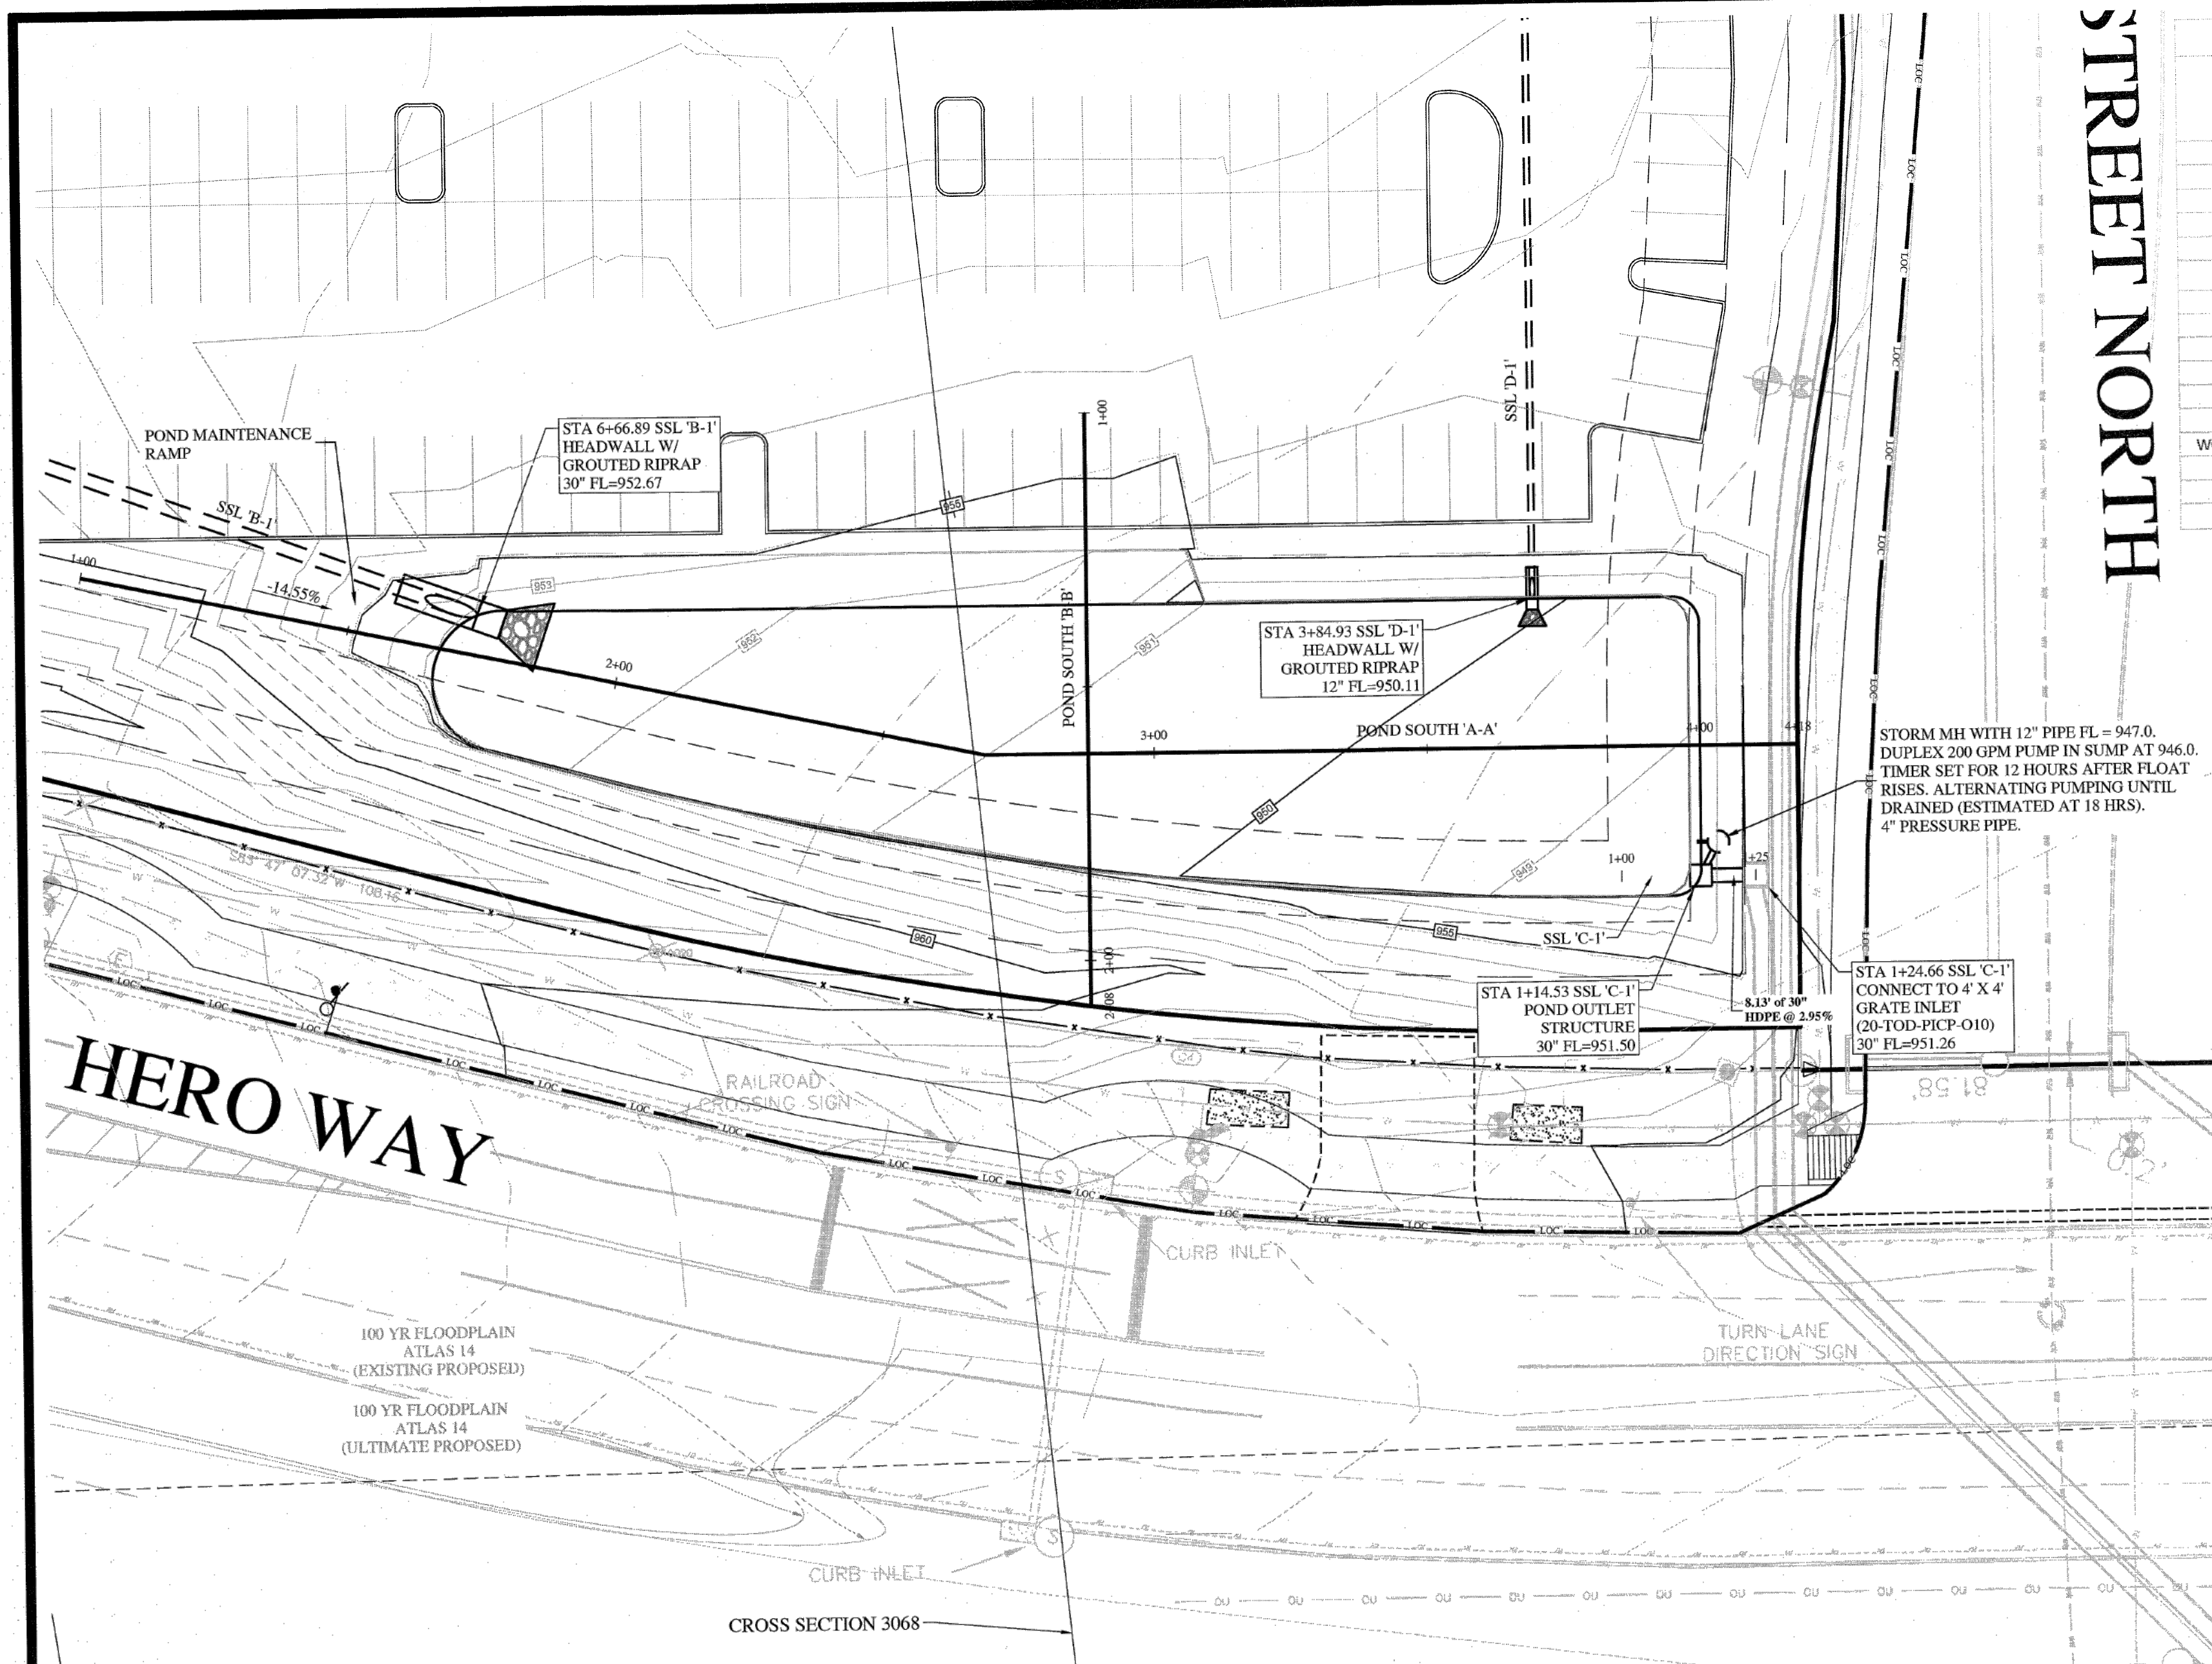 STREET NORTH
SSL 'D-1'
POND MAINTENANCE
RAMP
STA 6+66.89 SSL 'B-1'
HEADWALL W/
GROUTED RIPRAP
30" FL=952.67
1+00
955
SSL 'B-1'
1+00
-14.55%
953
952
951
2+00
POND SOUTH 'B-B'
STA 3+84.93 SSL 'D-1'
HEADWALL W/
GROUTED RIPRAP
12" FL=950.11
3+00
POND SOUTH 'A-A'
4+00
4+18
STORM MH WITH 12" PIPE FL = 947.0.
DUPLEX 200 GPM PUMP IN SUMP AT 946.0.
TIMER SET FOR 12 HOURS AFTER FLOAT
RISES. ALTERNATING PUMPING UNTIL
DRAINED (ESTIMATED AT 18 HRS).
4" PRESSURE PIPE.
950
949
1+00
+25
960
955
SSL 'C-1'
2+00
2+08
STA 1+14.53 SSL 'C-1'
POND OUTLET
STRUCTURE
30" FL=951.50
8.13' of 30"
HDPE @ 2.95%
STA 1+24.66 SSL 'C-1'
CONNECT TO 4' X 4'
GRATE INLET
(20-TOD-PICP-O10)
30" FL=951.26
LOC
HERO WAY
RAILROAD
CROSSING SIGN
81.58'
CURB INLET
TURN LANE
DIRECTION SIGN
100 YR FLOODPLAIN
ATLAS 14
(EXISTING PROPOSED)
100 YR FLOODPLAIN
ATLAS 14
(ULTIMATE PROPOSED)
CURB INLET
CROSS SECTION 3068